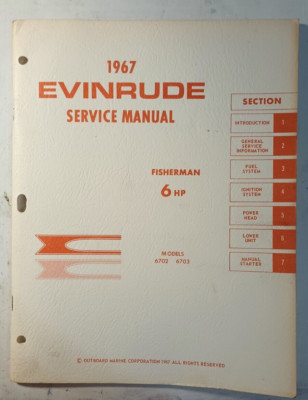 1967
EVINRUDE
SERVICE MANUAL
FISHERMAN
6 HP
MODELS
6702 6703
SECTION
INTRODUCTION 1
GENERAL
SERVICE
INFORMATION 2
FUEL
SYSTEM 3
IGNITION
SYSTEM 4
POWER
HEAD 5
LOWER
UNIT 6
MANUAL
STARTER 7
© OUTBOARD MARINE CORPORATION 1967 ALL RIGHTS RESERVED